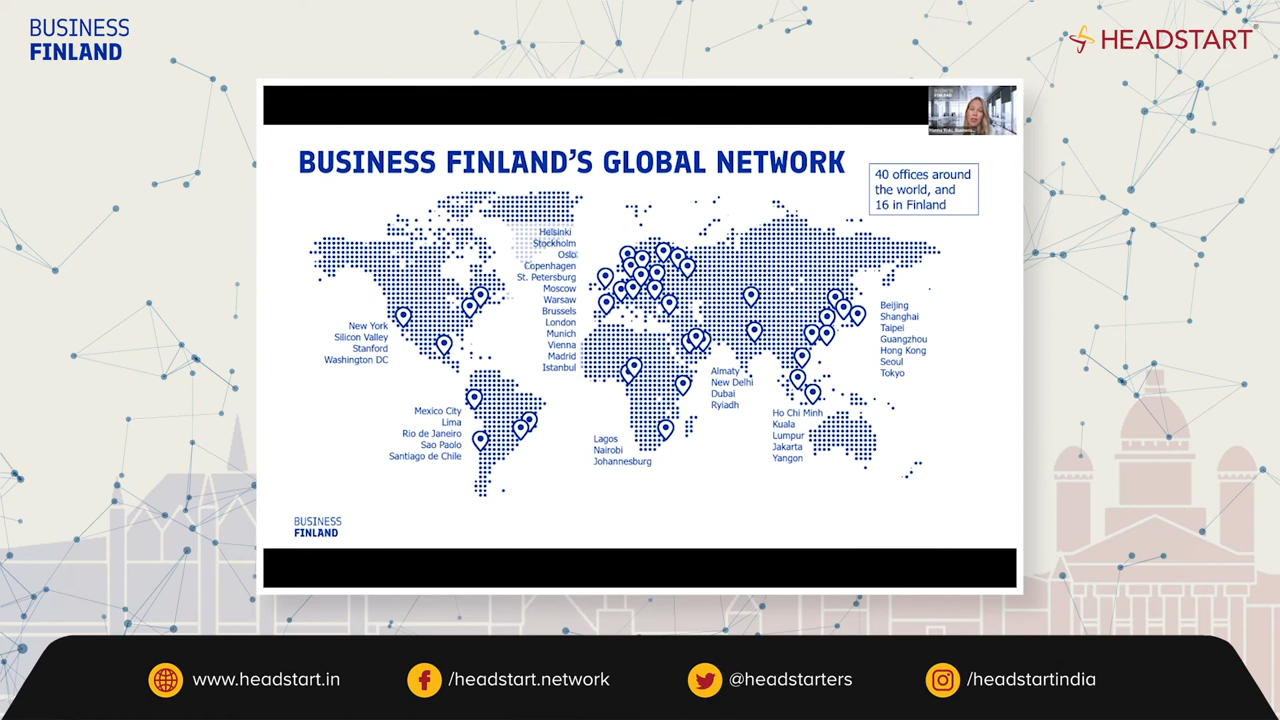 BUSINESS
FINLAND
HEADSTART
BUSINESS FINLAND'S GLOBAL NETWORK
40 offices around
the world, and
16 in Finland
Helsinki
Stockholm
Oslo
Copenhagen
St. Petersburg
Moscow
Warsaw
Brussels
London
Munich
Vienna
Madrid
Istanbul
New York
Silicon Valley
Stanford
Washington DC
Beijing
Shanghai
Taipei
Guangzhou
Hong Kong
Seoul
Tokyo
Almaty
New Delhi
Dubai
Ryiadh
Mexico City
Lima
Rio de Janeiro
Sao Paolo
Santiago de Chile
Lagos
Nairobi
Johannesburg
Ho Chi Minh
Kuala
Lumpur
Jakarta
Yangon
BUSINESS
FINLAND
www.headstart.in
/headstart.network
@headstarters
/headstartindia